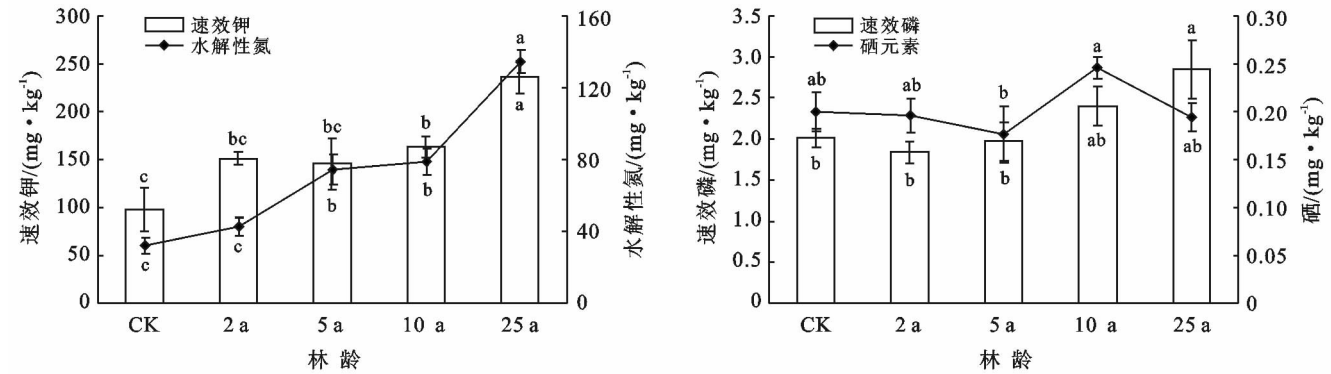 速效钾
水解性氮
速效钾/(mg·kg⁻¹)
300
250
200
150
100
50
0
c
bc
bc
b
a
c
c
b
b
a
160
120
80
40
0
水解性氮/(mg·kg⁻¹)
CK 2 a 5 a 10 a 25 a
林 龄
速效磷
硒元素
速效磷/(mg·kg⁻¹)
3.5
3.0
2.5
2.0
1.5
1.0
0.5
0.0
ab
ab
b
a
a
b
b
b
ab
ab
0.30
0.25
0.20
0.15
0.10
0.05
0
硒/(mg·kg⁻¹)
CK 2 a 5 a 10 a 25 a
林 龄